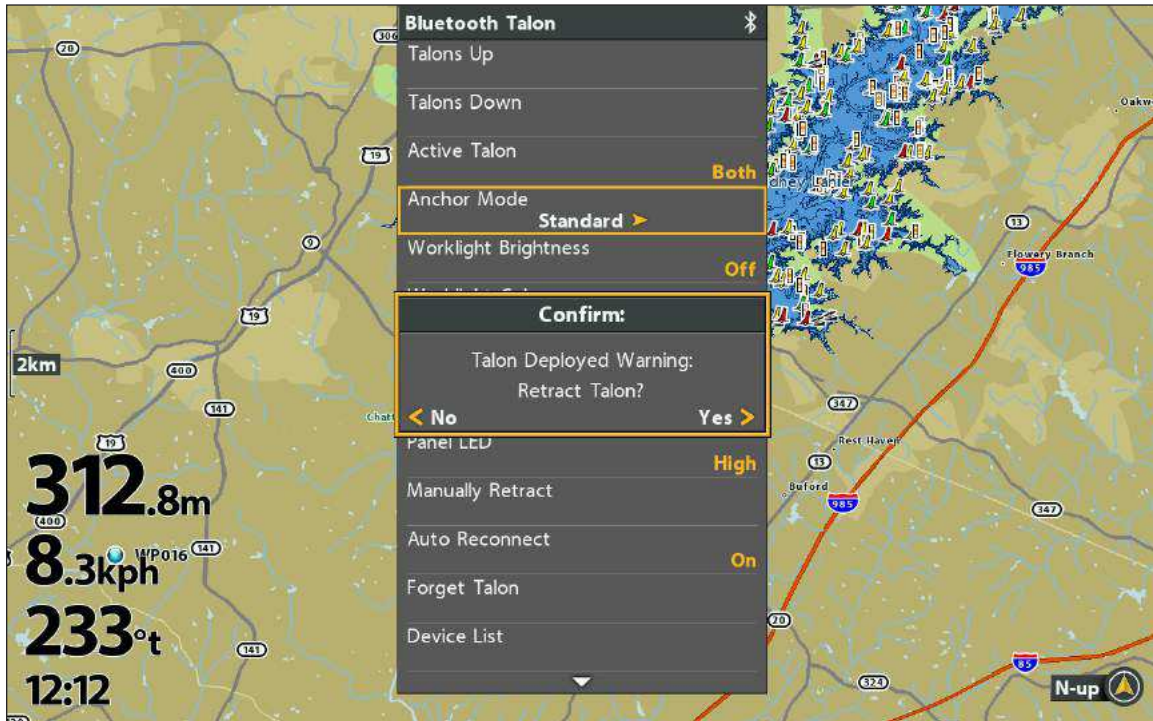 Bluetooth Talon
Talons Up
Talons Down
Active Talon
Both
Anchor Mode
Standard
Worklight Brightness
Off
Confirm:
Talon Deployed Warning:
Retract Talon?
< No
Yes >
Panel LED
High
Manually Retract
Auto Reconnect
On
Forget Talon
Device List
20
306
19
9
19
2km
400
141
19
312.8m
400
8.3kph
WP016
141
233°t
141
12:12
13
Flowery Branch
985
347
Rest Haven
13
Buford
985
347
20
85
324
N-up